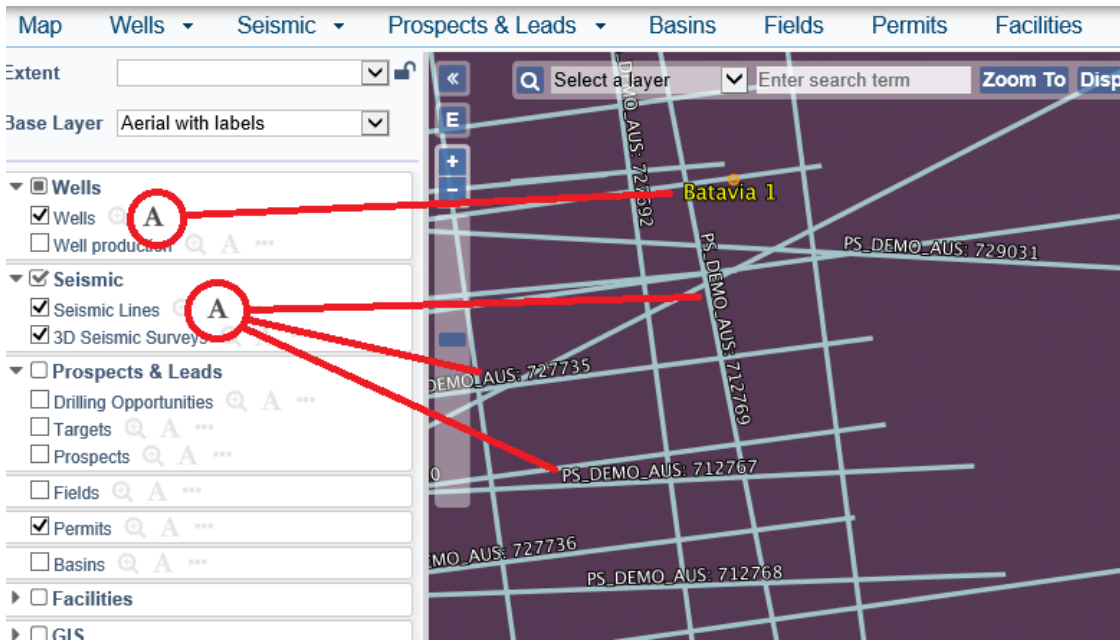 Map Wells Seismic Prospects & Leads Basins Fields Permits Facilities
Extent
Base Layer Aerial with labels
Select a layer Enter search term Zoom To Disp
E
+
Wells
Wells A
Well production A
Seismic
Seismic Lines A
3D Seismic Surveys
Prospects & Leads
Drilling Opportunities A
Targets A
Prospects A
Fields A
Permits A
Basins A
Facilities
GIS
Batavia 1
PS_DEMO_AUS: 729031
PS_DEMO_AUS: 712769
DEMO_AUS: 727735
PS_DEMO_AUS: 712767
MO_AUS: 727736
PS_DEMO_AUS: 712768